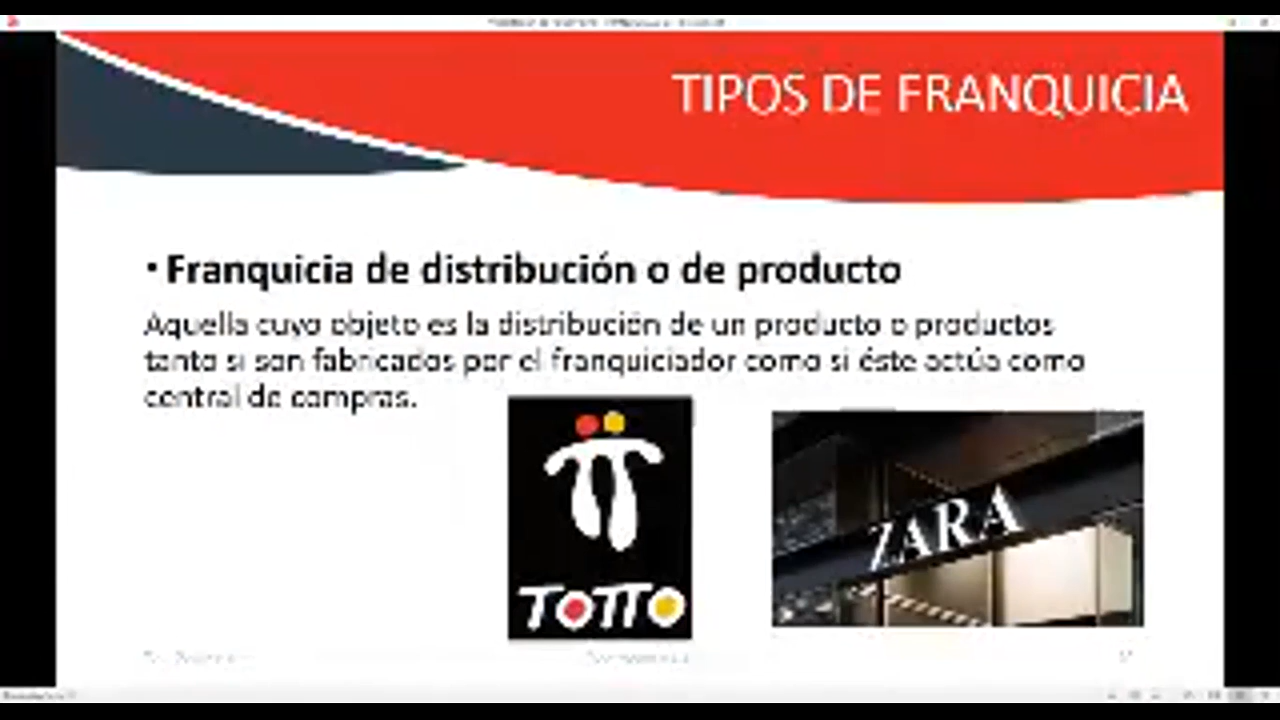 TIPOS DE FRANQUICIA
• Franquicia de distribución o de producto
Aquella cuyo objeto es la distribución de un producto o productos
tanto si son fabricados por el franquiciador como si éste actúa como
central de compras.
TOTTO
ZARA